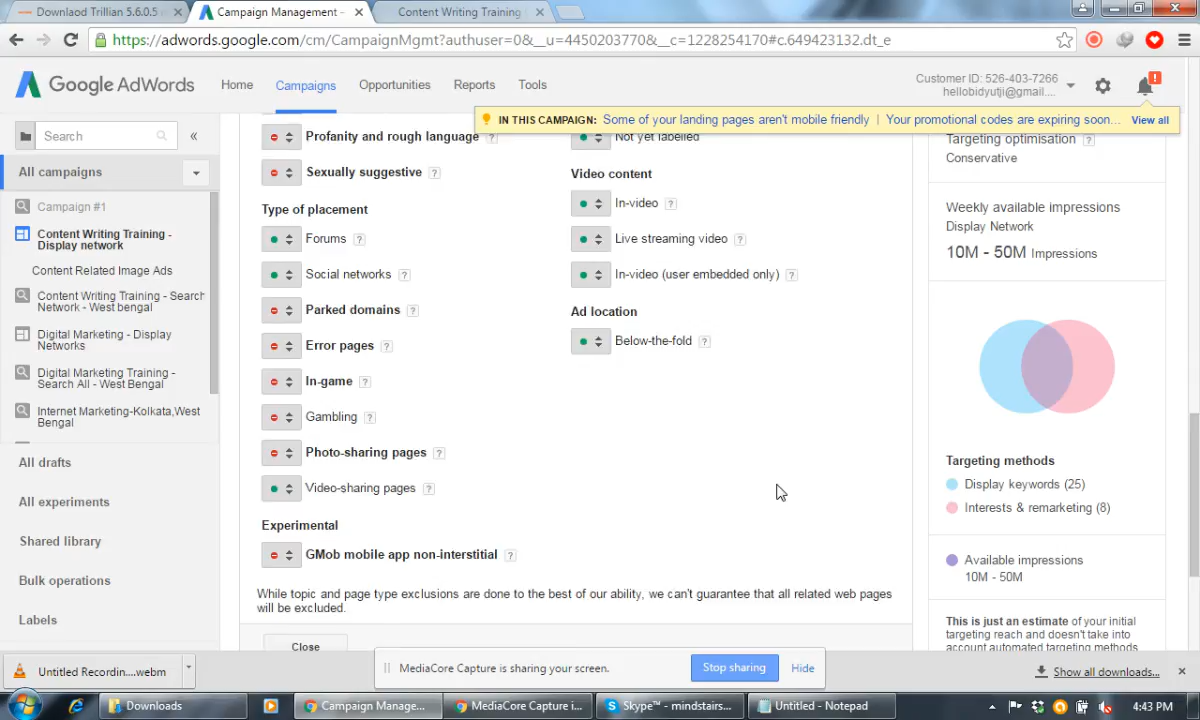 Downlaod Trillian 5.6.0.5
Campaign Management -
Content Writing Training
https://adwords.google.com/cm/CampaignMgmt?authuser=0&__u=4450203770&__c=1228254170#c.649423132.dt_e
Google AdWords
Home
Campaigns
Opportunities
Reports
Tools
Customer ID: 526-403-7266
hellobidyutji@gmail....
!
IN THIS CAMPAIGN: Some of your landing pages aren't mobile friendly | Your promotional codes are expiring soon... View all
Search
«
All campaigns
Campaign #1
Content Writing Training -
Display network
Content Related Image Ads
Content Writing Training - Search
Network - West bengal
Digital Marketing - Display
Networks
Digital Marketing Training -
Search All - West Bengal
Internet Marketing-Kolkata,West
Bengal
All drafts
All experiments
Shared library
Bulk operations
Labels
Profanity and rough language ?
Sexually suggestive ?
Type of placement
Forums ?
Social networks ?
Parked domains ?
Error pages ?
In-game ?
Gambling ?
Photo-sharing pages ?
Video-sharing pages ?
Experimental
GMob mobile app non-interstitial ?
Not yet labelled
Video content
In-video ?
Live streaming video ?
In-video (user embedded only) ?
Ad location
Below-the-fold ?
While topic and page type exclusions are done to the best of our ability, we can't guarantee that all related web pages
will be excluded.
Close
Targeting optimisation ?
Conservative
Weekly available impressions
Display Network
10M - 50M Impressions
Targeting methods
Display keywords (25)
Interests & remarketing (8)
Available impressions
10M - 50M
This is just an estimate of your initial
targeting reach and doesn't take into
account automated targeting methods
Untitled Recordin....webm
MediaCore Capture is sharing your screen.
Stop sharing
Hide
Show all downloads...
Downloads
Campaign Manage...
MediaCore Capture i...
Skype™ - mindstairs...
Untitled - Notepad
4:43 PM